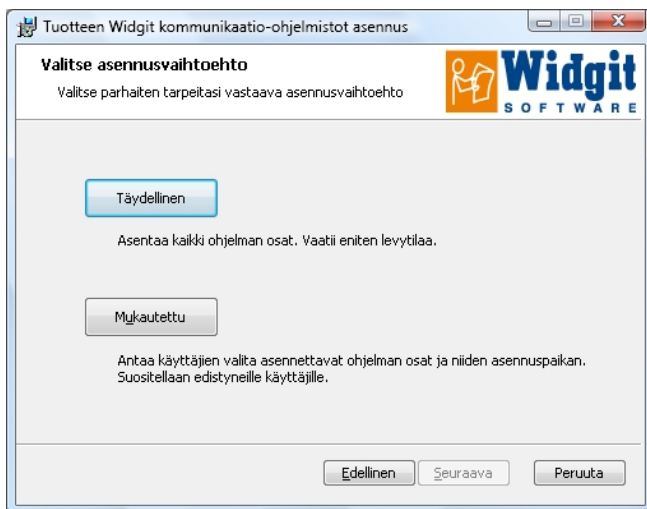 Tuotteen Widgit kommunikaatio-ohjelmistot asennus
Valitse asennusvaihtoehto
Valitse parhaiten tarpeitasi vastaava asennusvaihtoehto
Widgit
SOFTWARE
Täydellinen
Asentaa kaikki ohjelman osat. Vaatii eniten levytilaa.
Mukautettu
Antaa käyttäjien valita asennettavat ohjelman osat ja niiden asennuspaikan.
Suositellaan edistyneille käyttäjille.
Edellinen Seuraava Peruuta